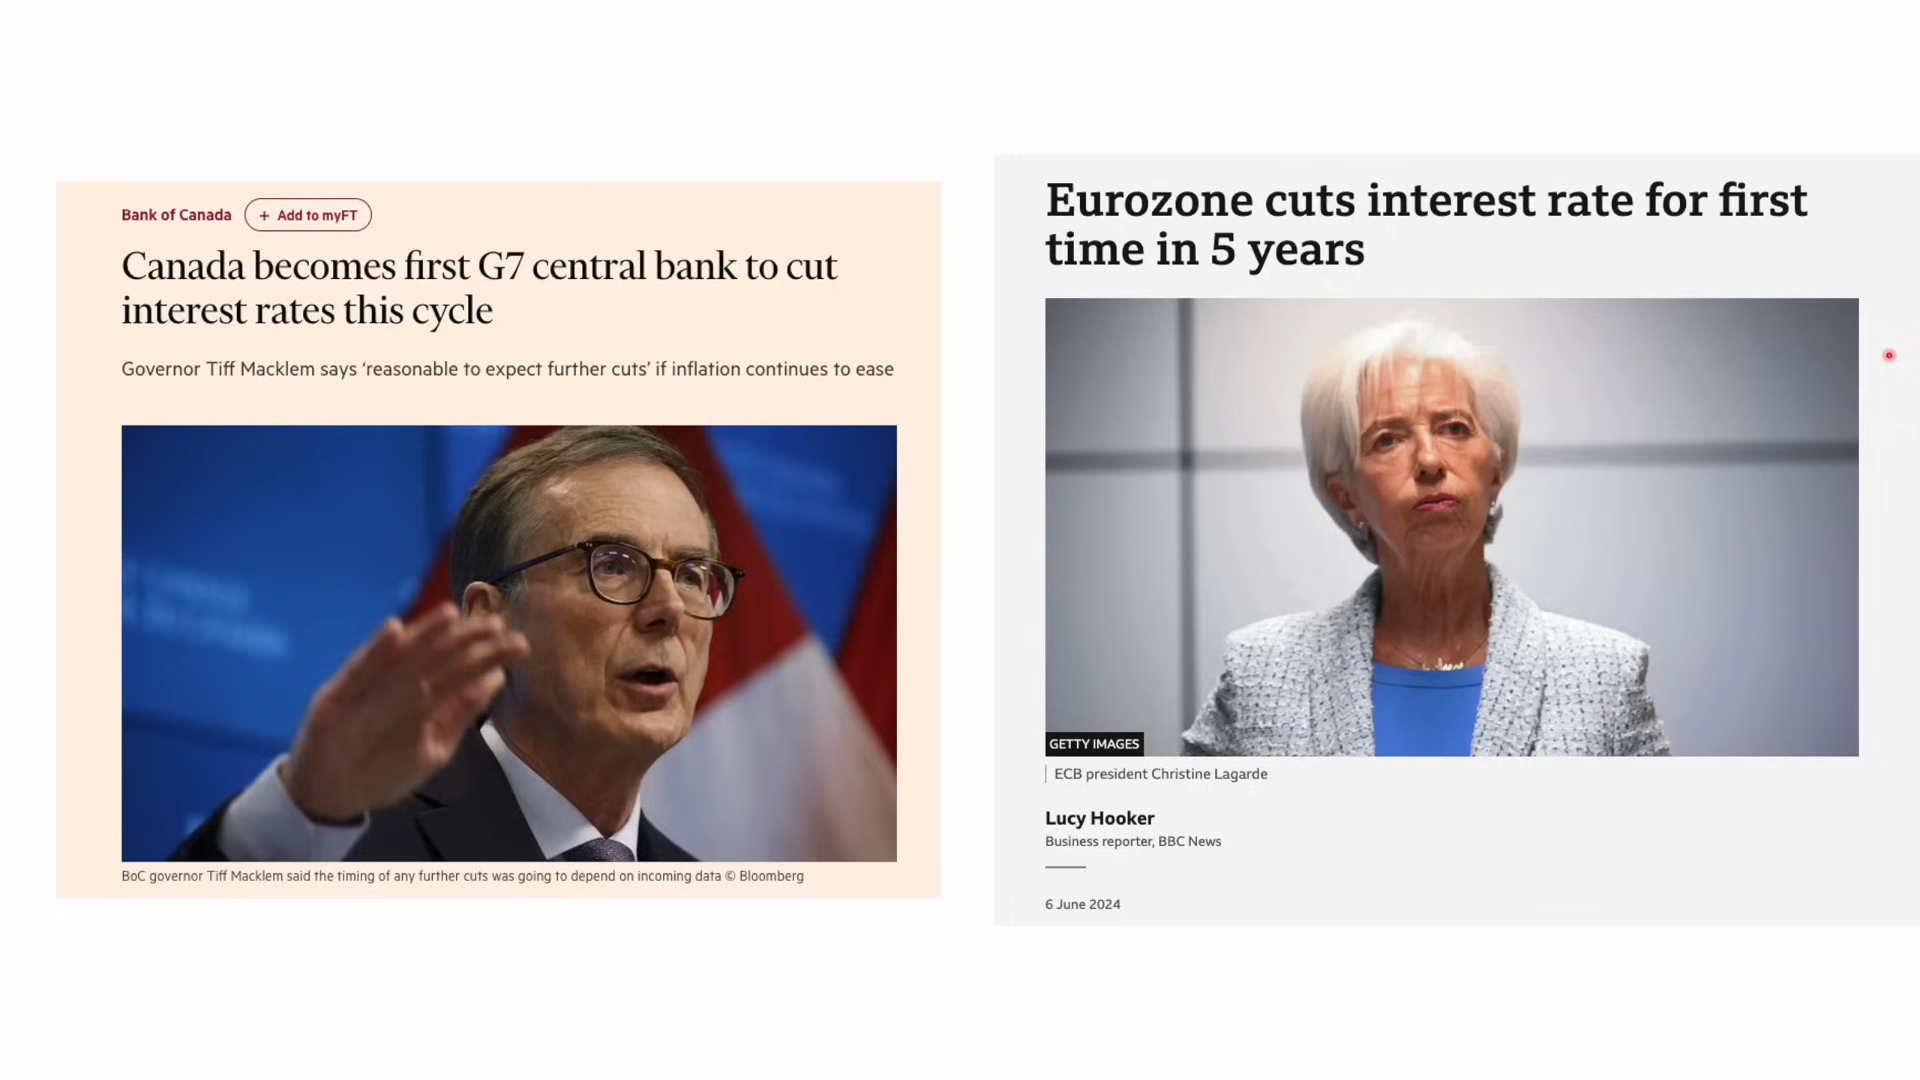 Bank of Canada
+ Add to myFT
Canada becomes first G7 central bank to cut
interest rates this cycle
Governor Tiff Macklem says ‘reasonable to expect further cuts’ if inflation continues to ease
BoC governor Tiff Macklem said the timing of any further cuts was going to depend on incoming data © Bloomberg
Eurozone cuts interest rate for first
time in 5 years
GETTY IMAGES
ECB president Christine Lagarde
Lucy Hooker
Business reporter, BBC News
6 June 2024